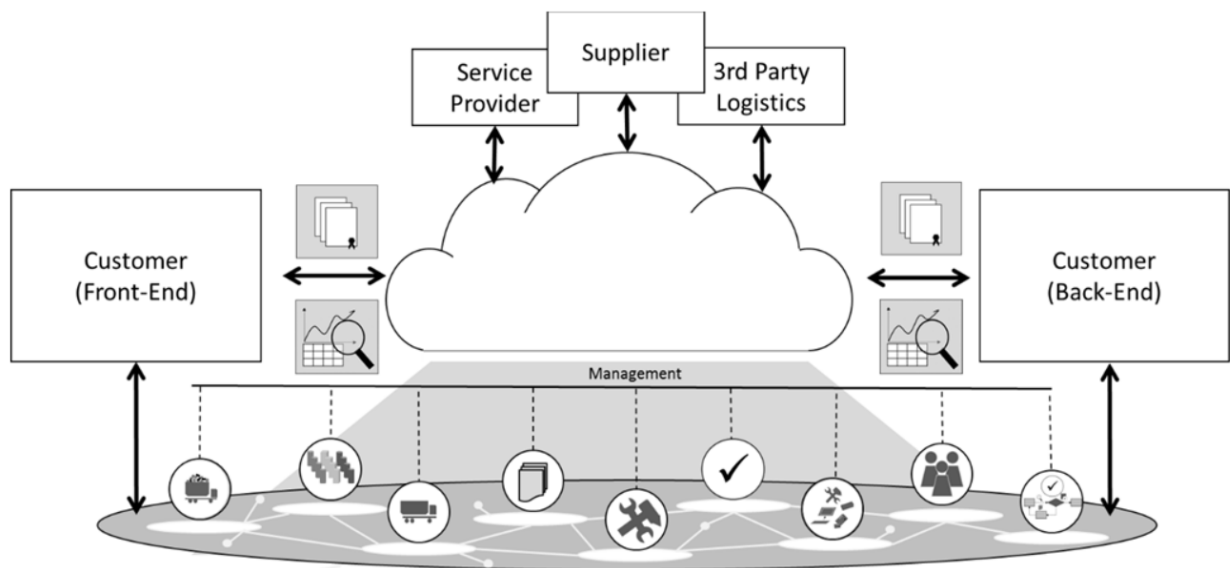 Supplier
Service
Provider
3rd Party
Logistics
Customer
(Front-End)
Customer
(Back-End)
Management